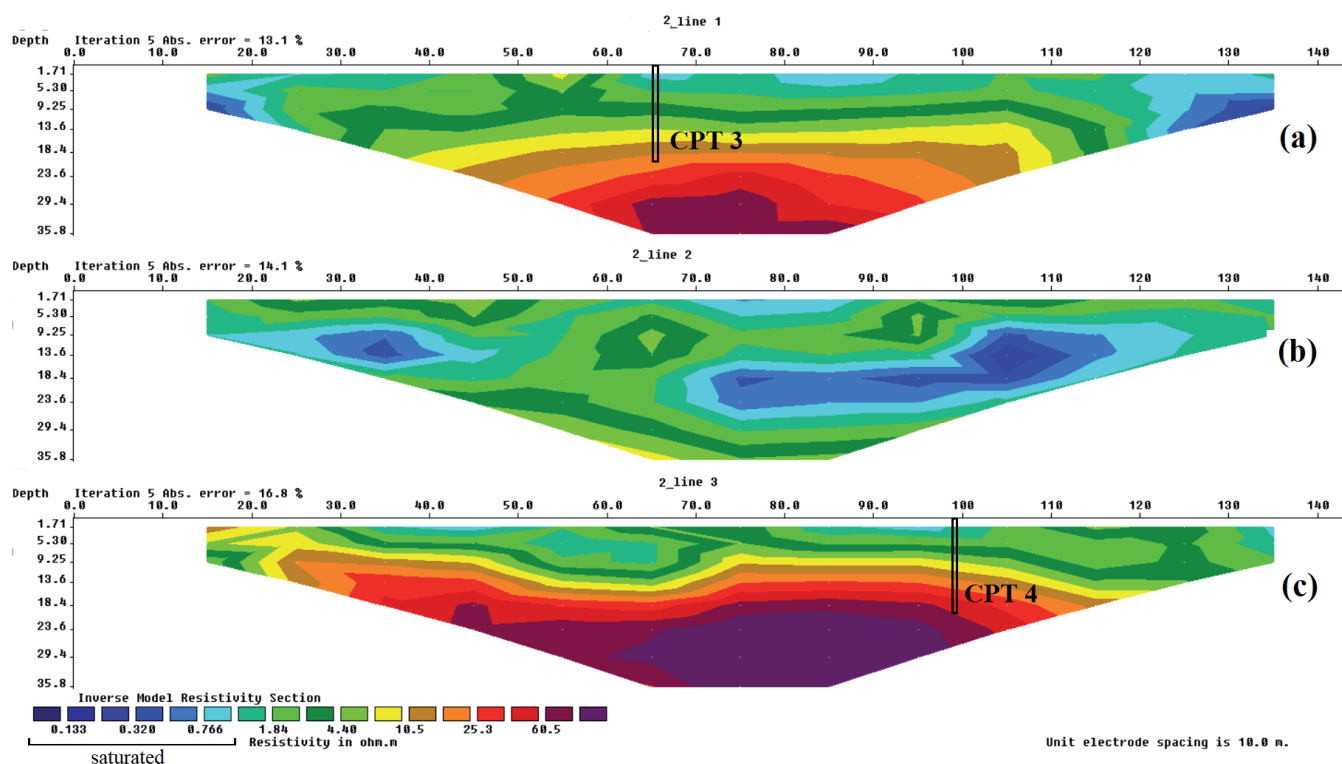 2_line 1
Depth Iteration 5 Abs. error = 13.1 %
0.0 10.0 20.0 30.0 40.0 50.0 60.0 70.0 80.0 90.0 100 110 120 130 140
1.71
5.30
9.25
13.6
18.4
23.6
29.4
35.8
CPT 3
(a)
2_line 2
Depth Iteration 5 Abs. error = 14.1 %
0.0 10.0 20.0 30.0 40.0 50.0 60.0 70.0 80.0 90.0 100 110 120 130 140
1.71
5.30
9.25
13.6
18.4
23.6
29.4
35.8
(b)
2_line 3
Depth Iteration 5 Abs. error = 16.8 %
0.0 10.0 20.0 30.0 40.0 50.0 60.0 70.0 80.0 90.0 100 110 120 130 140
1.71
5.30
9.25
13.6
18.4
23.6
29.4
35.8
CPT 4
(c)
Inverse Model Resistivity Section
0.133 0.320 0.766 1.84 4.40 10.5 25.3 60.5
Resistivity in ohm.m
Unit electrode spacing is 10.0 m.
saturated